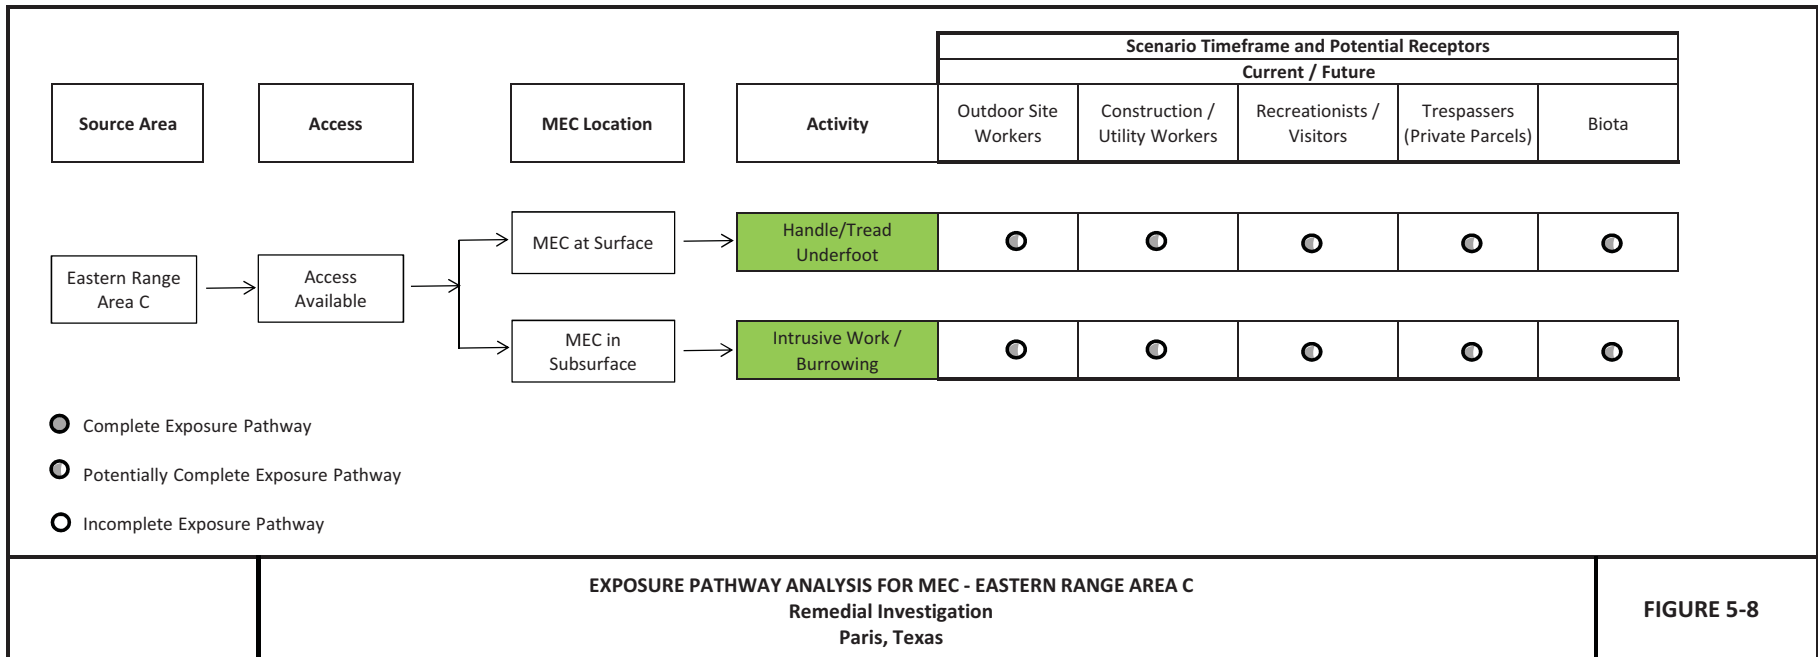 Scenario Timeframe and Potential Receptors
Current / Future
Source Area
Access
MEC Location
Activity
Outdoor Site
Workers
Construction /
Utility Workers
Recreationists /
Visitors
Trespassers
(Private Parcels)
Biota
Eastern Range
Area C
Access
Available
MEC at Surface
Handle/Tread
Underfoot
MEC in
Subsurface
Intrusive Work /
Burrowing
Complete Exposure Pathway
Potentially Complete Exposure Pathway
Incomplete Exposure Pathway
EXPOSURE PATHWAY ANALYSIS FOR MEC - EASTERN RANGE AREA C
Remedial Investigation
Paris, Texas
FIGURE 5-8